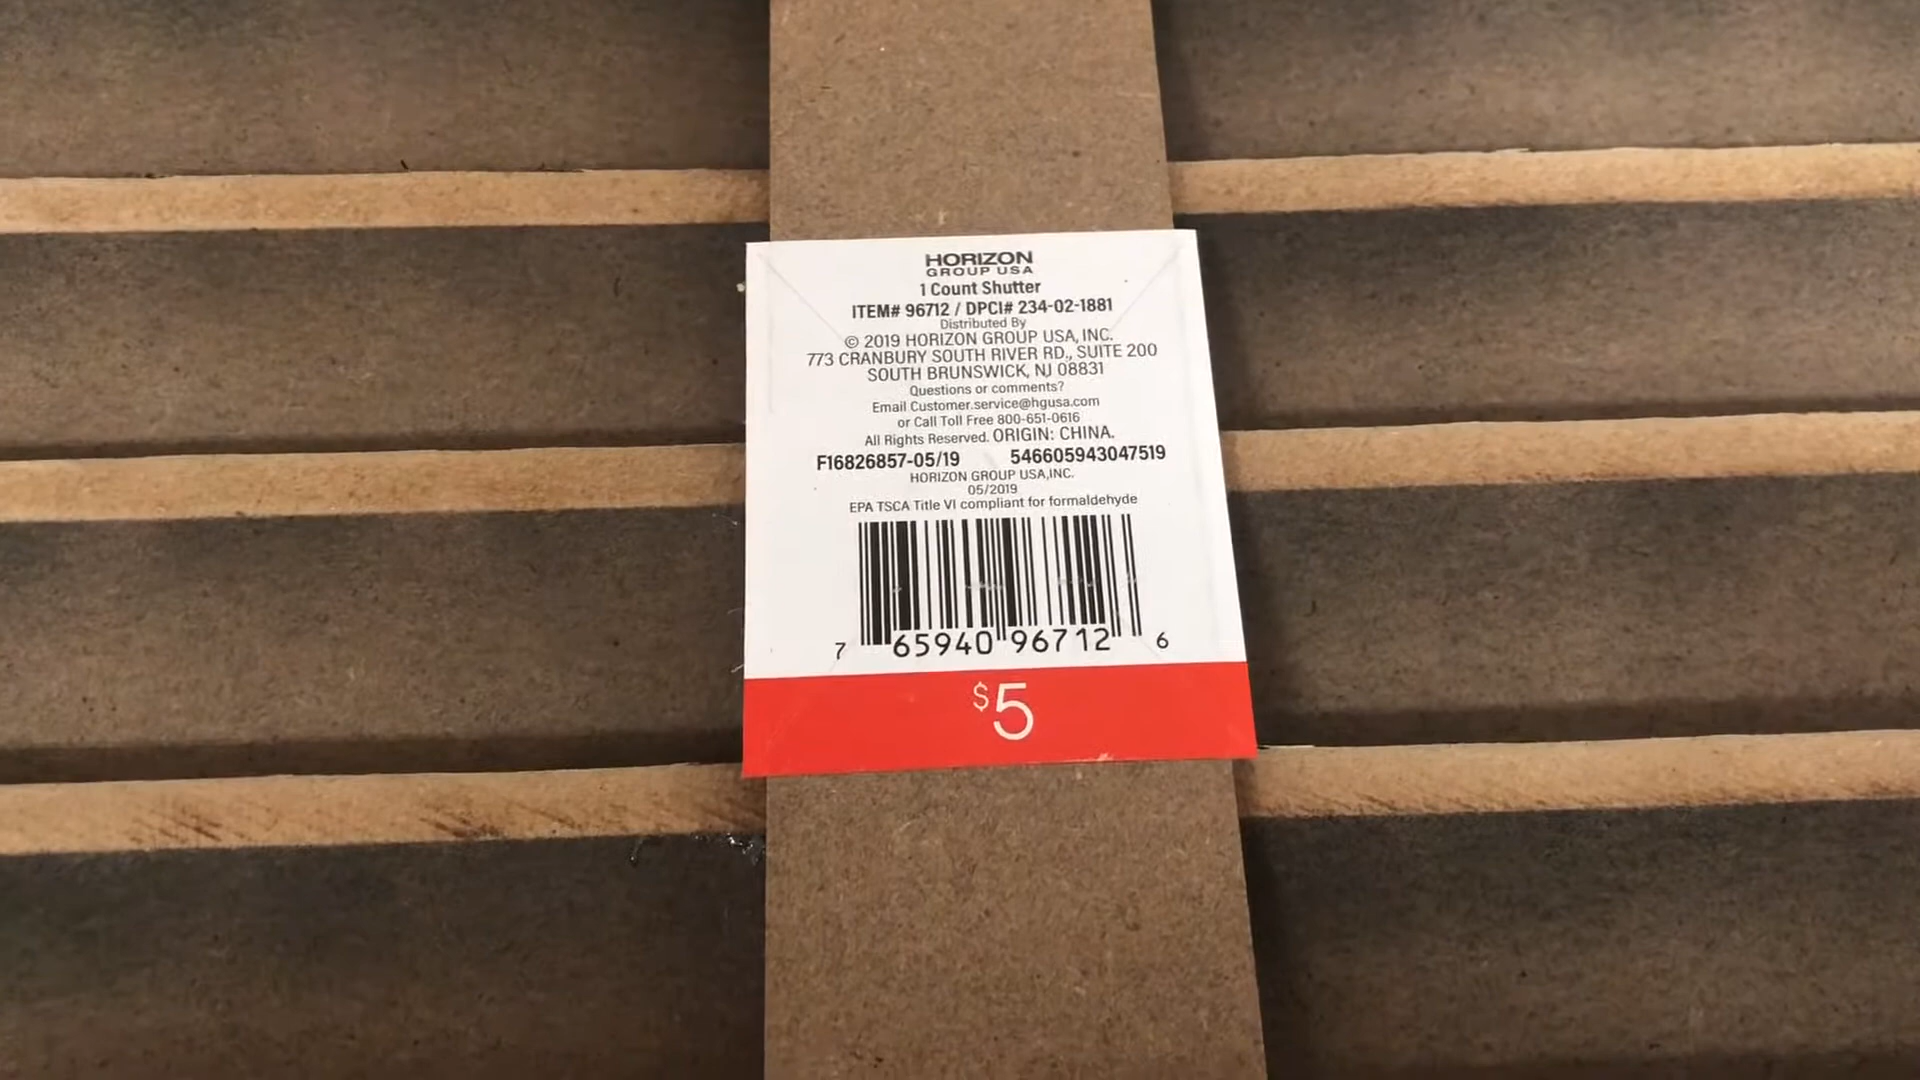 HORIZON
GROUP USA
1 Count Shutter
ITEM# 96712 / DPCI# 234-02-1881
Distributed By
© 2019 HORIZON GROUP USA, INC.
773 CRANBURY SOUTH RIVER RD., SUITE 200
SOUTH BRUNSWICK, NJ 08831
Questions or comments?
Email Customer.service@hgusa.com
or Call Toll Free 800-651-0616
All Rights Reserved. ORIGIN: CHINA.
F16826857-05/19 546605943047519
HORIZON GROUP USA,INC.
05/2019
EPA TSCA Title VI compliant for formaldehyde
7 65940 96712 6
$5